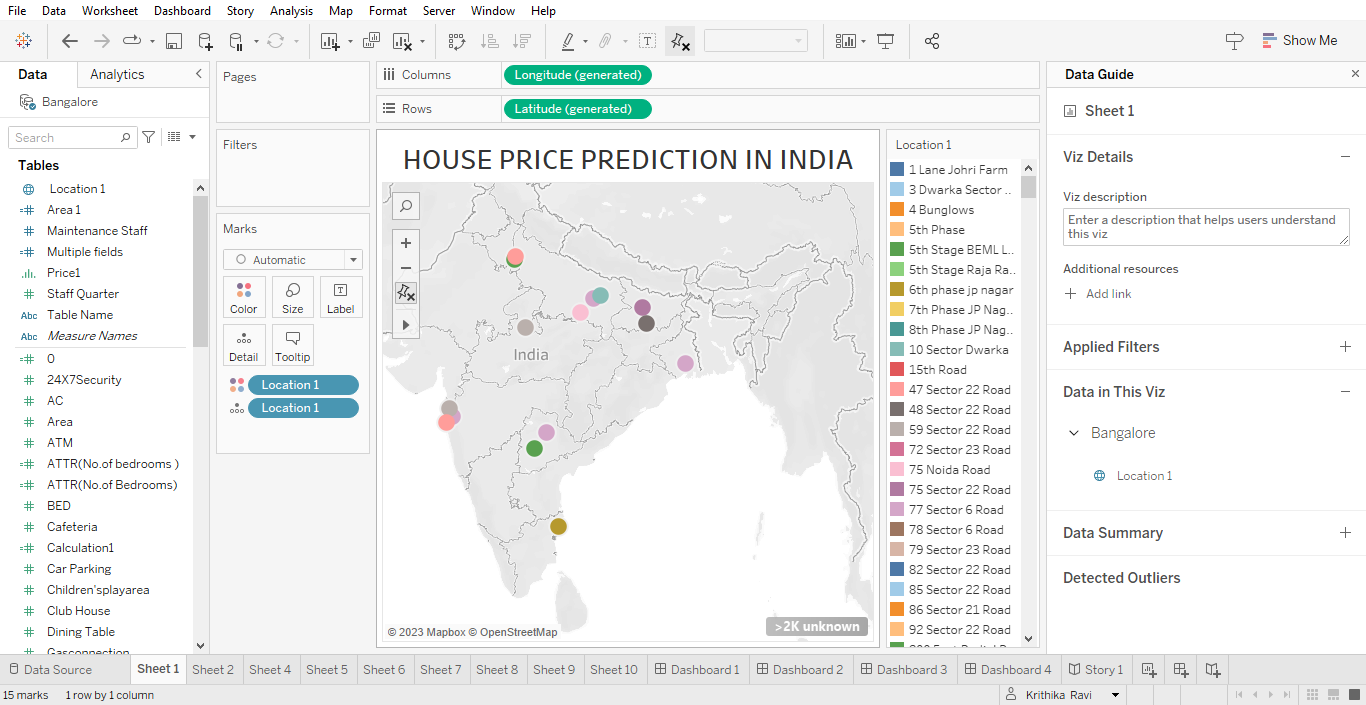 File Data Worksheet Dashboard Story Analysis Map Format Server Window Help
Show Me
Data
Analytics
Bangalore
Search
Tables
Location 1
Area 1
Maintenance Staff
Multiple fields
Price1
Staff Quarter
Abc Table Name
Abc Measure Names
0
24X7Security
AC
Area
ATM
ATTR(No.of bedrooms )
ATTR(No.of Bedrooms)
BED
Cafeteria
Calculation1
Car Parking
Children'splayarea
Club House
Dining Table
Gasconnection
Pages
Filters
Marks
Automatic
Color
Size
Label
Detail
Tooltip
Location 1
Location 1
Columns
Longitude (generated)
Rows
Latitude (generated)
HOUSE PRICE PREDICTION IN INDIA
India
© 2023 Mapbox © OpenStreetMap
>2K unknown
Location 1
1 Lane Johri Farm
3 Dwarka Sector ..
4 Bunglows
5th Phase
5th Stage BEML L..
5th Stage Raja Ra..
6th phase jp nagar
7th Phase JP Nag..
8th Phase JP Nag..
10 Sector Dwarka
15th Road
47 Sector 22 Road
48 Sector 22 Road
59 Sector 22 Road
72 Sector 23 Road
75 Noida Road
75 Sector 22 Road
77 Sector 6 Road
78 Sector 6 Road
79 Sector 23 Road
82 Sector 22 Road
85 Sector 22 Road
86 Sector 21 Road
92 Sector 22 Road
Data Guide
Sheet 1
Viz Details
Viz description
Enter a description that helps users understand
this viz
Additional resources
Add link
Applied Filters
Data in This Viz
Bangalore
Location 1
Data Summary
Detected Outliers
Data Source
Sheet 1
Sheet 2
Sheet 4
Sheet 5
Sheet 6
Sheet 7
Sheet 8
Sheet 9
Sheet 10
Dashboard 1
Dashboard 2
Dashboard 3
Dashboard 4
Story 1
15 marks 1 row by 1 column
Krithika Ravi